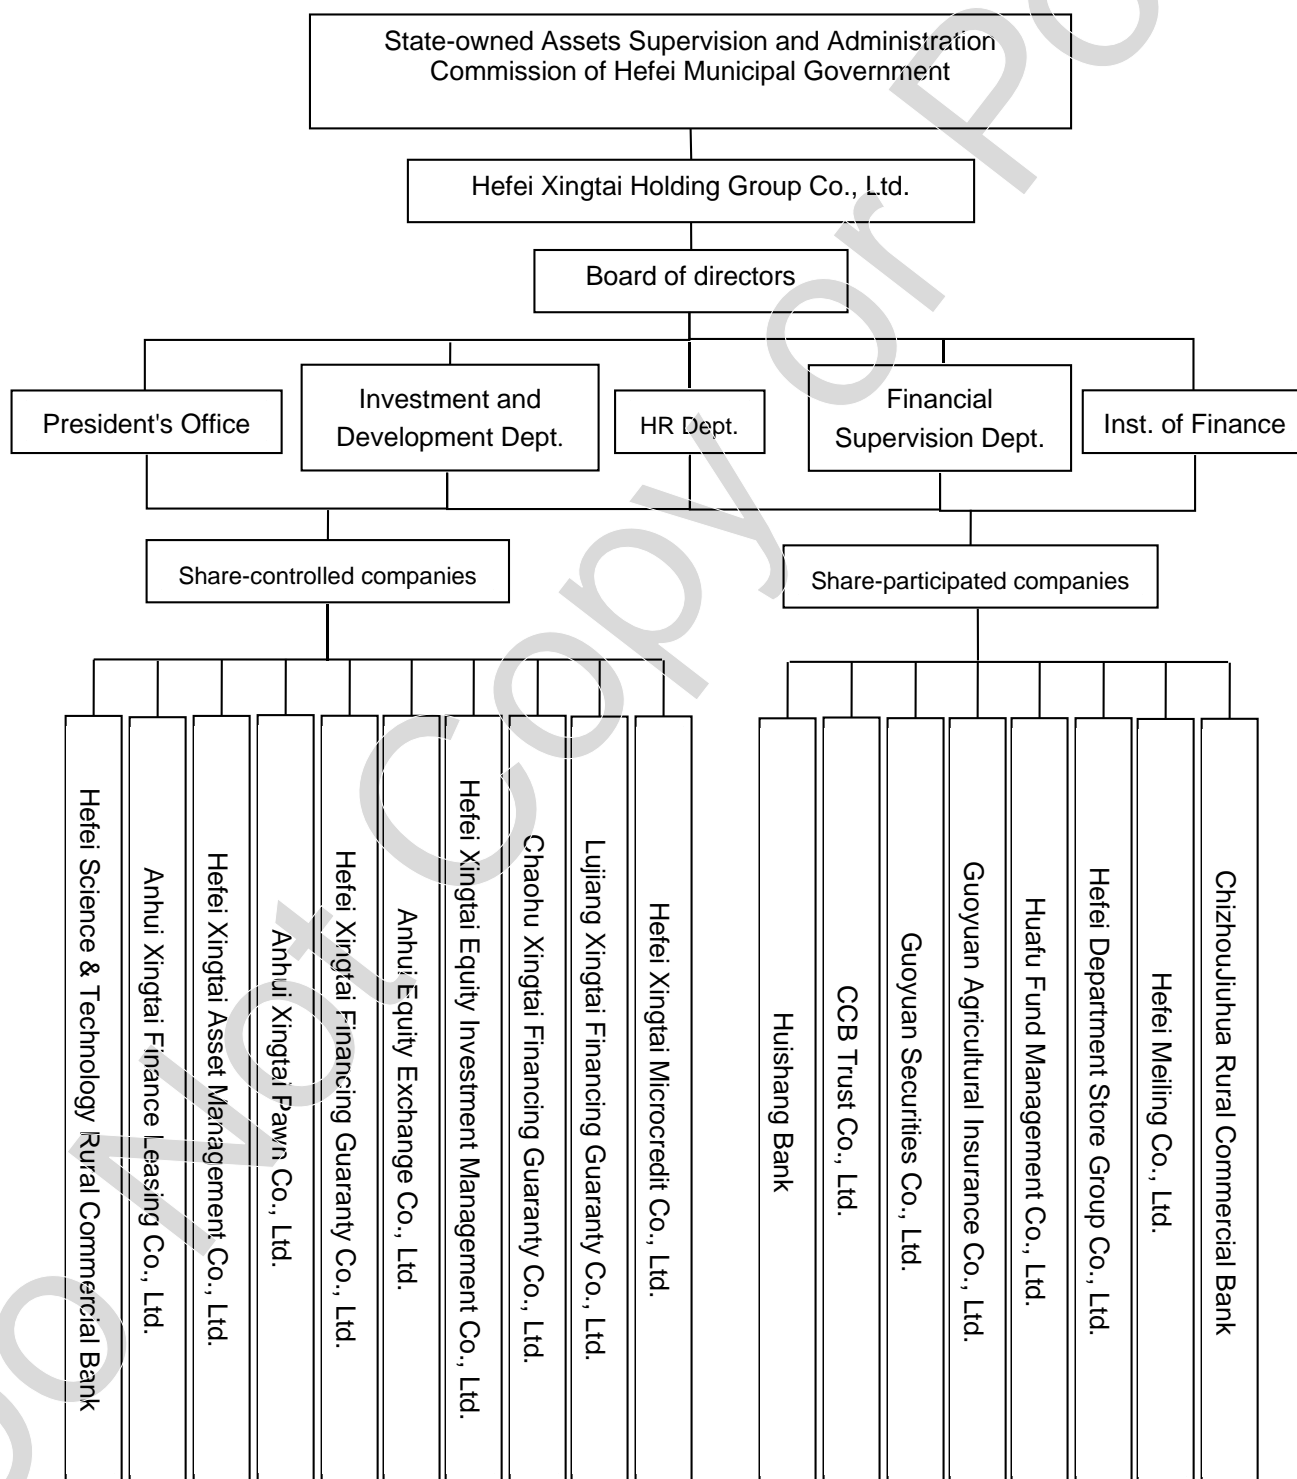 State-owned Assets Supervision and Administration
Commission of Hefei Municipal Government
Hefei Xingtai Holding Group Co., Ltd.
Board of directors
President's Office
Investment and
Development Dept.
HR Dept.
Financial
Supervision Dept.
Inst. of Finance
Share-controlled companies
Share-participated companies
Hefei Science & Technology Rural Commercial Bank
Anhui Xingtai Finance Leasing Co., Ltd.
Hefei Xingtai Asset Management Co., Ltd.
Anhui Xingtai Pawn Co., Ltd.
Hefei Xingtai Financing Guaranty Co., Ltd.
Anhui Equity Exchange Co., Ltd.
Hefei Xingtai Equity Investment Management Co., Ltd.
Chaohu Xingtai Financing Guaranty Co., Ltd.
Lujiang Xingtai Financing Guaranty Co., Ltd.
Hefei Xingtai Microcredit Co., Ltd.
Huishang Bank
CCB Trust Co., Ltd.
Guoyuan Securities Co., Ltd.
Guoyuan Agricultural Insurance Co., Ltd.
Huafu Fund Management Co., Ltd.
Hefei Department Store Group Co., Ltd.
Hefei Meiling Co., Ltd.
ChizhouJiuhua Rural Commercial Bank
Do Not Copy or Po